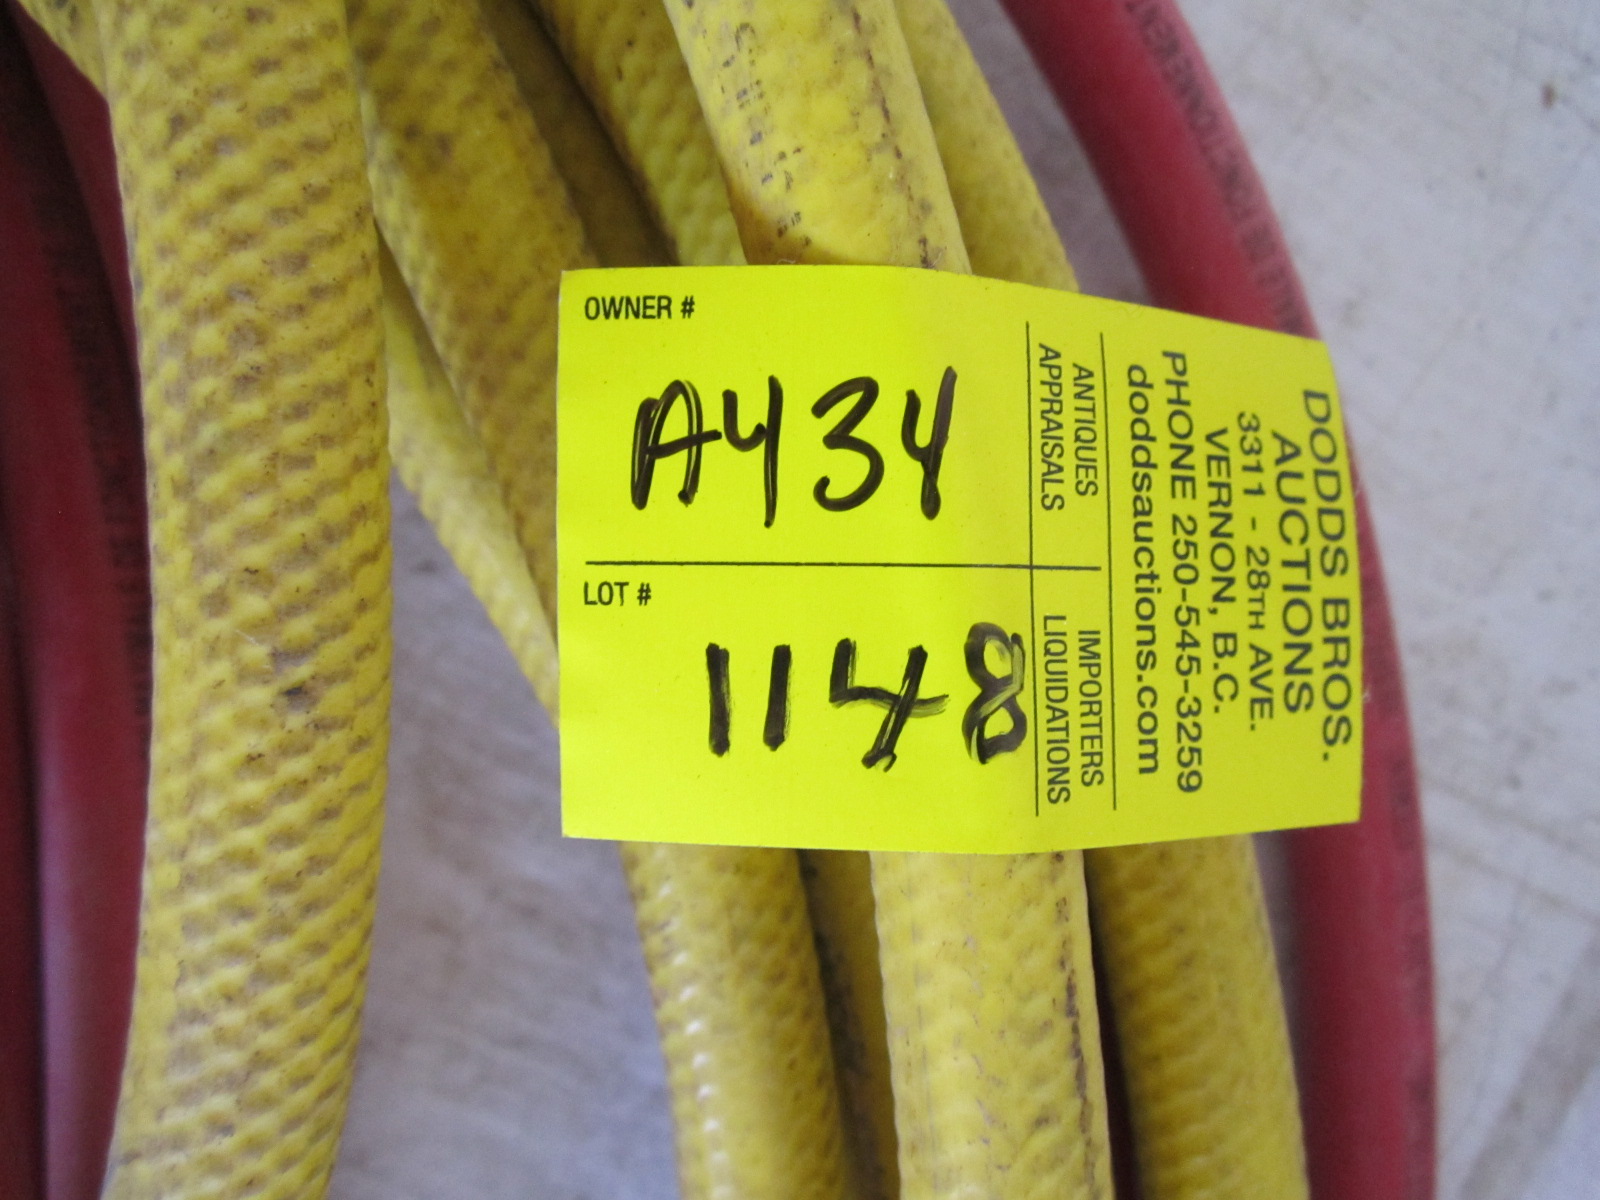 OWNER #
A434
LOT #
1148
ANTIQUES
APPRAISALS
IMPORTERS
LIQUIDATIONS
DODDS BROS.
AUCTIONS
3311 - 28TH AVE.
VERNON, B.C.
PHONE 250-545-3259
doddsauctions.com
FONCTIONNEMENT